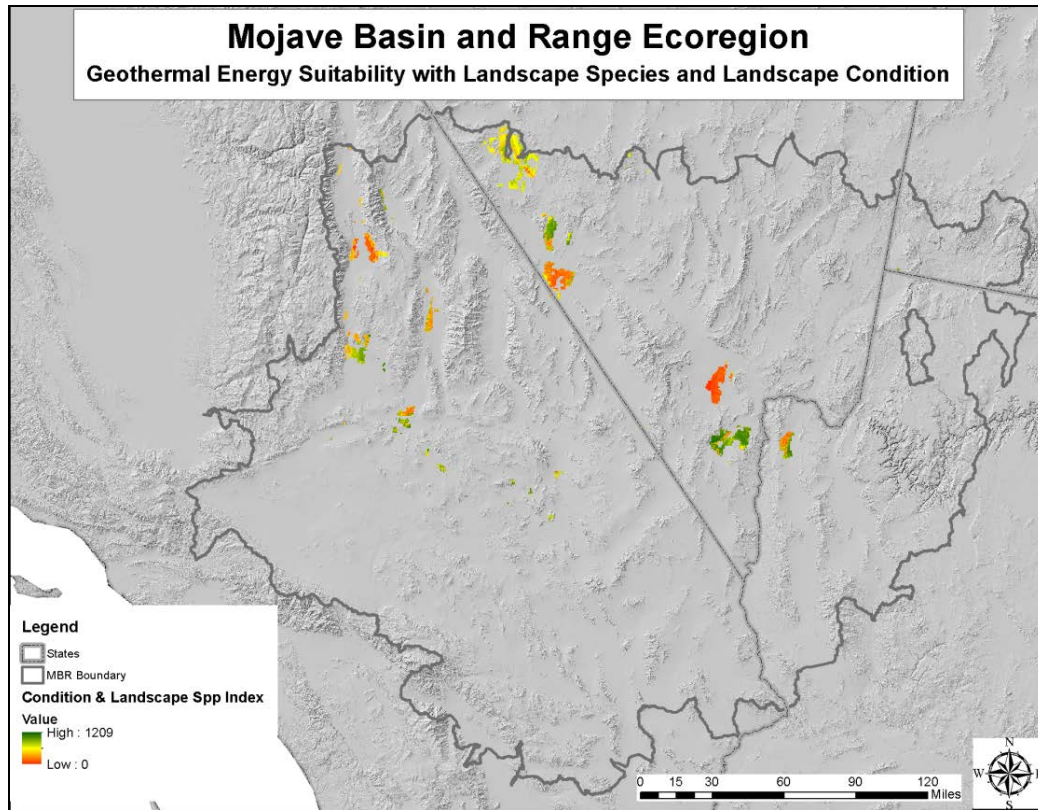 Mojave Basin and Range Ecoregion
Geothermal Energy Suitability with Landscape Species and Landscape Condition
Legend
States
MBR Boundary
Condition & Landscape Spp Index
Value
High : 1209
Low : 0
0 15 30 60 90 120
Miles
N
W E
S